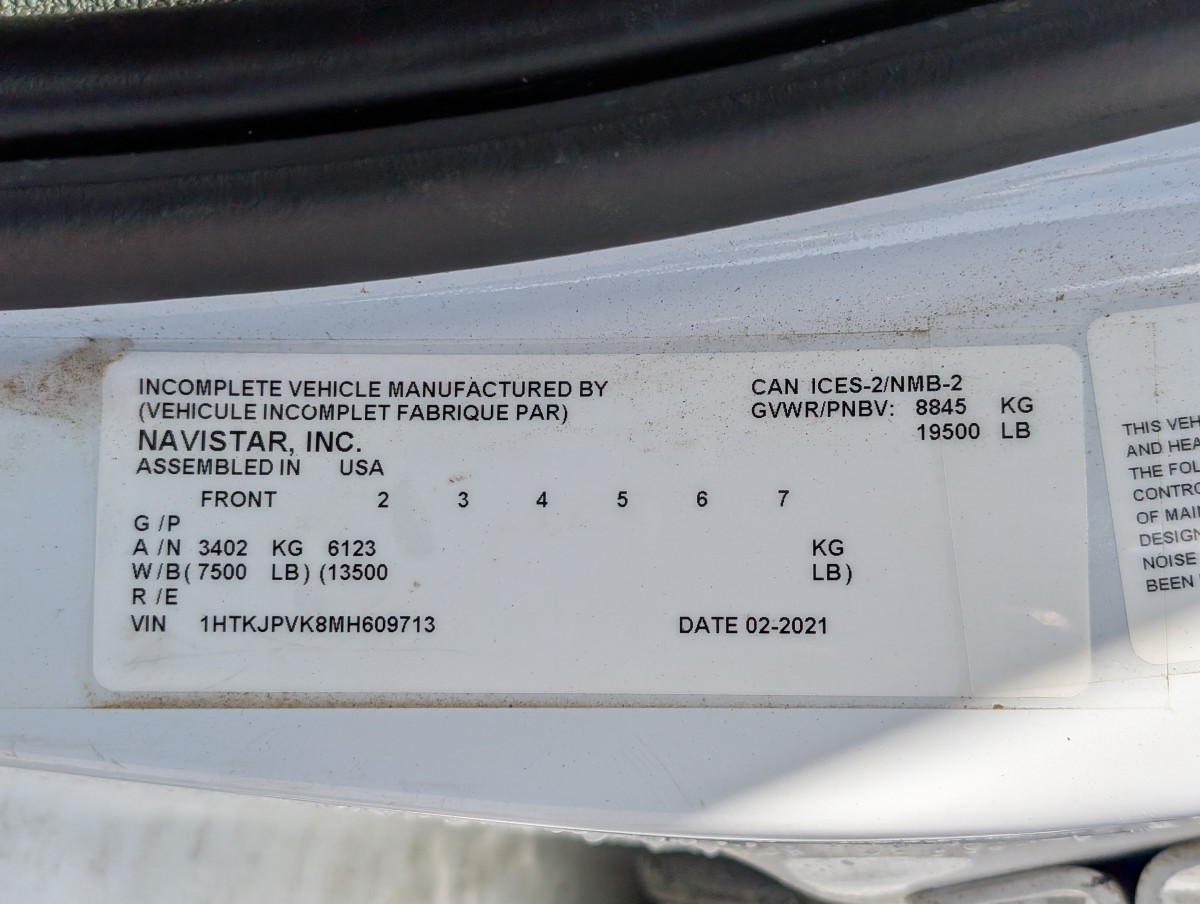 INCOMPLETE VEHICLE MANUFACTURED BY
(VEHICULE INCOMPLET FABRIQUE PAR)
NAVISTAR, INC.
ASSEMBLED IN USA
CAN ICES-2/NMB-2
GVWR/PNBV: 8845 KG
19500 LB
FRONT 2 3 4 5 6 7
G /P
A /N 3402 KG 6123 KG
W/B( 7500 LB) (13500 LB)
R /E
VIN 1HTKJPVK8MH609713 DATE 02-2021
THIS VEH
AND HEA
THE FOL
CONTRO
OF MAI
DESIGN
NOISE
BEEN